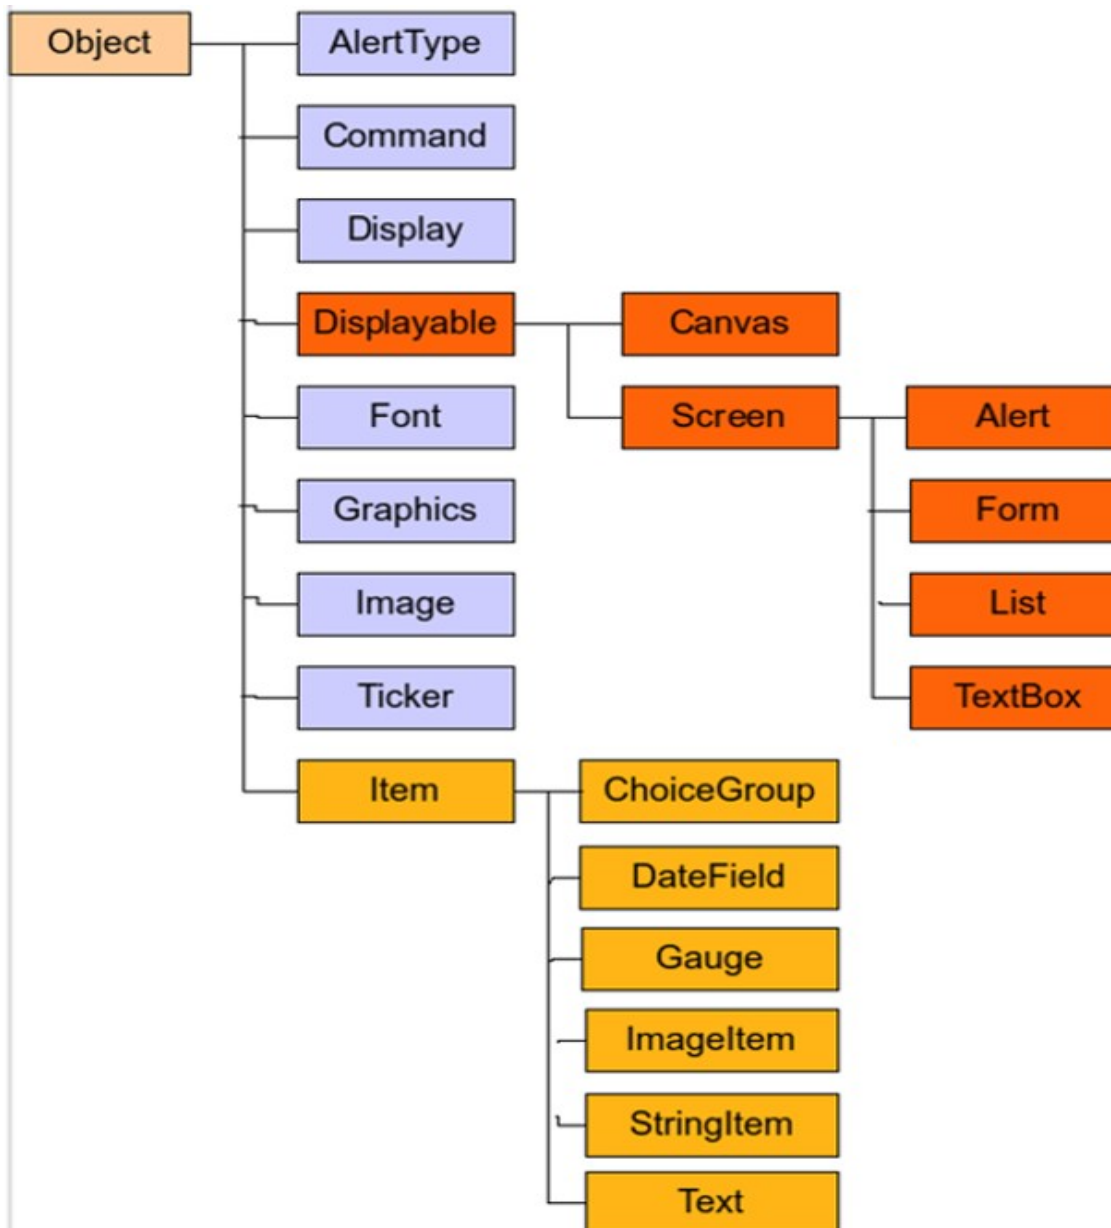 Object
AlertType
Command
Display
Displayable
Canvas
Font
Screen
Alert
Graphics
Form
Image
List
Ticker
TextBox
Item
ChoiceGroup
DateField
Gauge
ImageItem
StringItem
Text